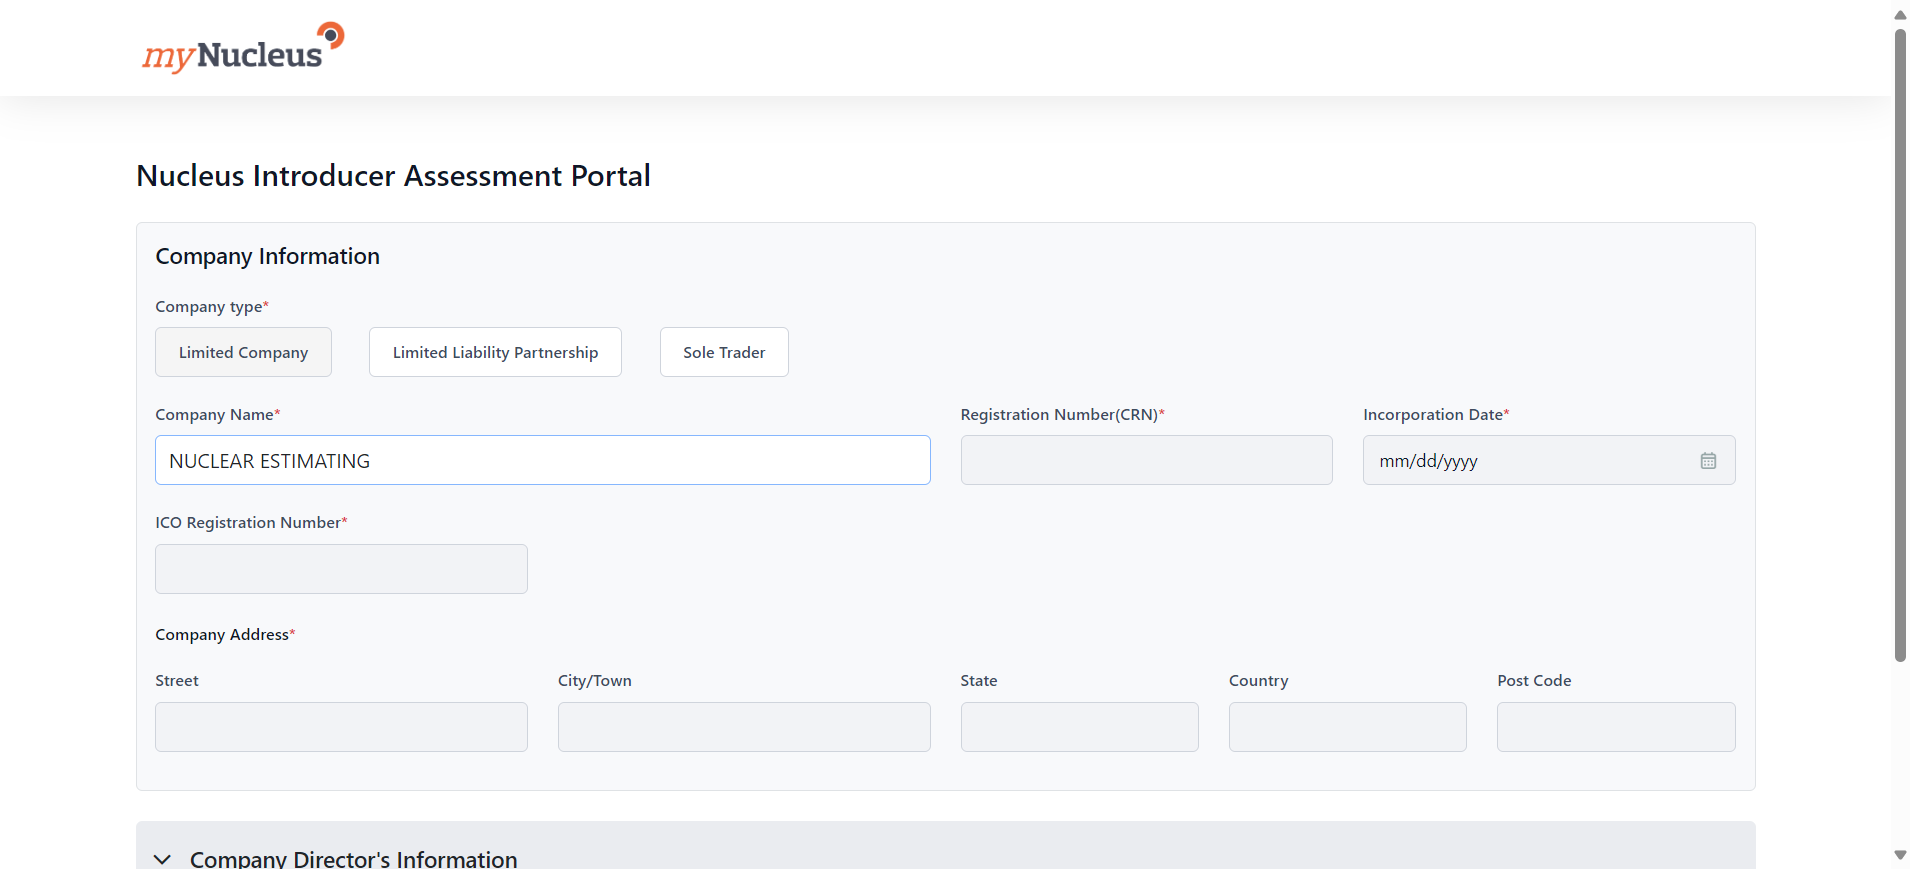 myNucleus
Nucleus Introducer Assessment Portal
Company Information
Company type*
Limited Company
Limited Liability Partnership
Sole Trader
Company Name*
Registration Number(CRN)*
Incorporation Date*
NUCLEAR ESTIMATING
mm/dd/yyyy
ICO Registration Number*
Company Address*
Street
City/Town
State
Country
Post Code
Company Director's Information